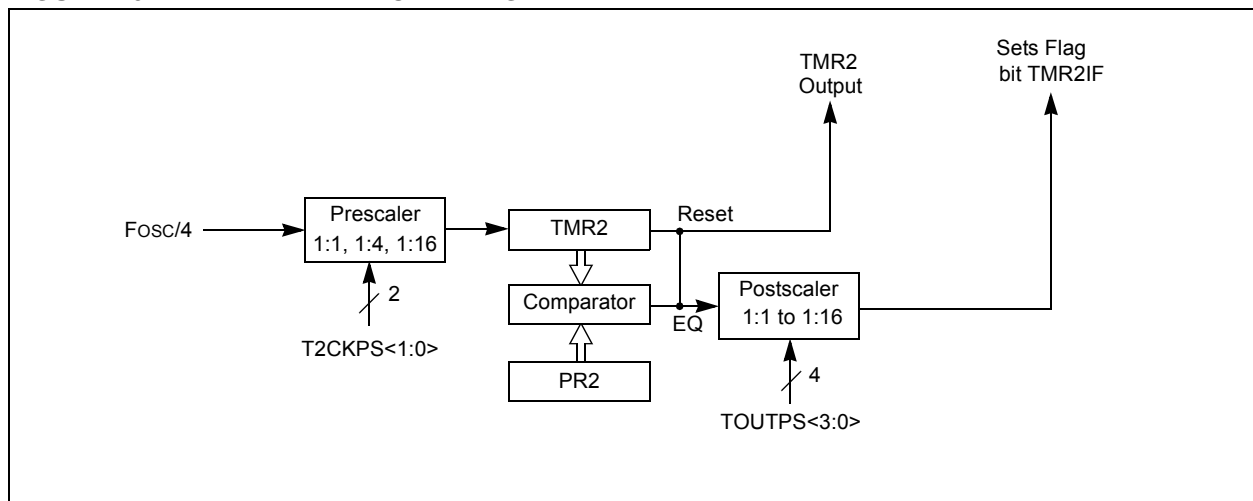 TMR2
Output
Sets Flag
bit TMR2IF
FOSC/4
Prescaler
1:1, 1:4, 1:16
2
T2CKPS<1:0>
TMR2
Reset
Comparator
EQ
PR2
Postscaler
1:1 to 1:16
4
TOUTPS<3:0>